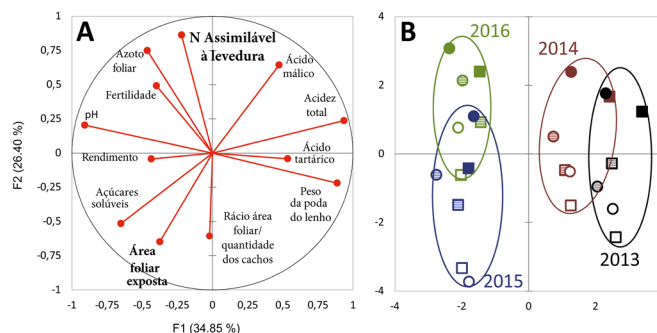 A
1
0,75
0,5
0,25
0
-0,25
-0,5
-0,75
-1
F2 (26.40 %)
N Assimilável
à levedura
Azoto
foliar
Ácido
málico
Fertilidade
Acidez
total
pH
Rendimento
Ácido
tartárico
Açúcares
solúveis
Peso
da poda
do lenho
Área
foliar
exposta
Rácio área
foliar/
quantidade
dos cachos
-1
-0,75
-0,5
-0,25
0
0,5
0,25
0,75
1
F1 (34.85 %)
B
4
2
0
-2
-4
2016
2014
2015
2013
-4
-2
0
2
4